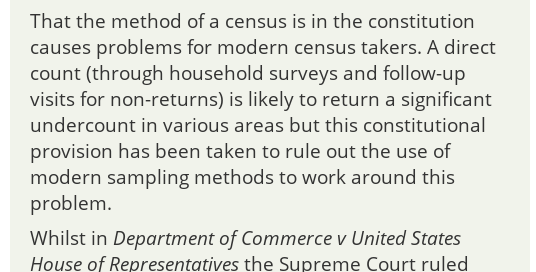 That the method of a census is in the constitution
causes problems for modern census takers. A direct
count (through household surveys and follow-up
visits for non-returns) is likely to return a significant
undercount in various areas but this constitutional
provision has been taken to rule out the use of
modern sampling methods to work around this
problem.
Whilst in Department of Commerce v United States
House of Representatives the Supreme Court ruled